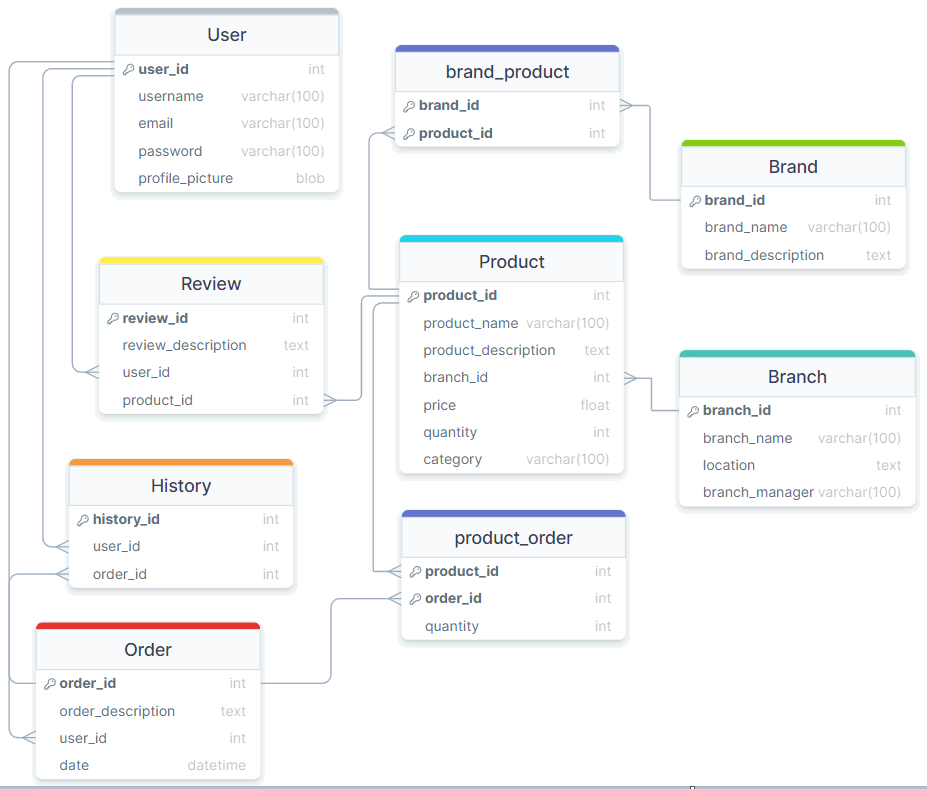 User
user_id int
username varchar(100)
email varchar(100)
password varchar(100)
profile_picture blob
brand_product
brand_id int
product_id int
Brand
brand_id int
brand_name varchar(100)
brand_description text
Review
review_id int
review_description text
user_id int
product_id int
Product
product_id int
product_name varchar(100)
product_description text
branch_id int
price float
quantity int
category varchar(100)
Branch
branch_id int
branch_name varchar(100)
location text
branch_manager varchar(100)
History
history_id int
user_id int
order_id int
product_order
product_id int
order_id int
quantity int
Order
order_id int
order_description text
user_id int
date datetime